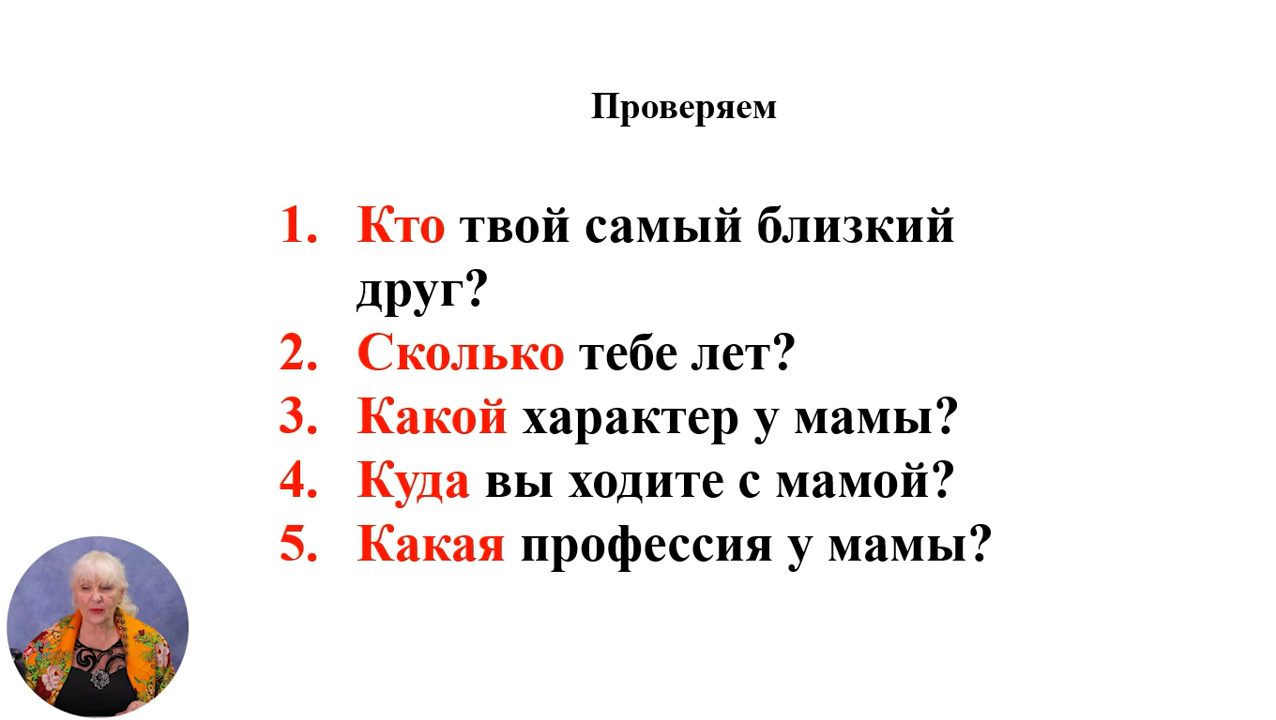 Проверяем
1. Кто твой самый близкий
друг?
2. Сколько тебе лет?
3. Какой характер у мамы?
4. Куда вы ходите с мамой?
5. Какая профессия у мамы?